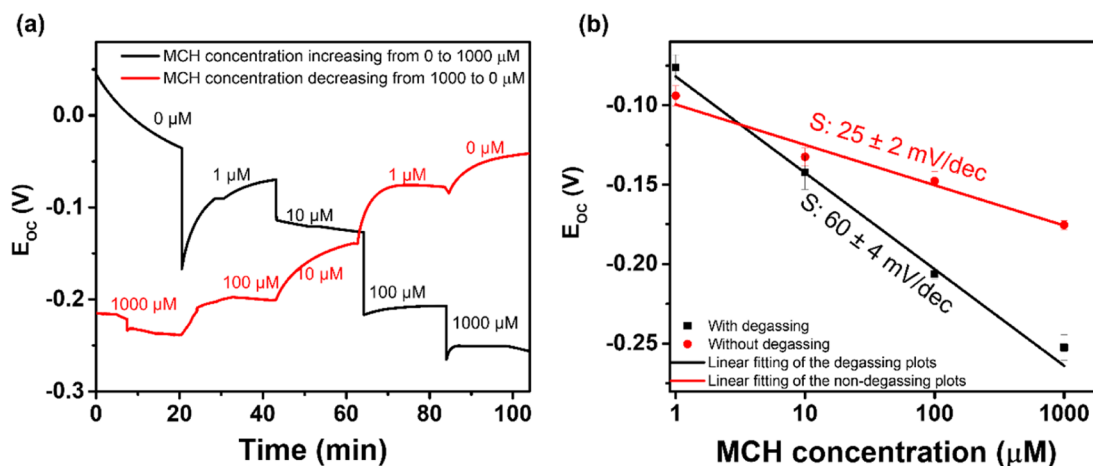 (a)
MCH concentration increasing from 0 to 1000 μM
MCH concentration decreasing from 1000 to 0 μM
0 μM
1 μM
10 μM
100 μM
1000 μM
1000 μM
100 μM
10 μM
1 μM
0 μM
0.0
-0.1
-0.2
-0.3
E_OC (V)
0 20 40 60 80 100
Time (min)
(b)
-0.10
-0.15
-0.20
-0.25
E_OC (V)
S: 25 ± 2 mV/dec
S: 60 ± 4 mV/dec
With degassing
Without degassing
Linear fitting of the degassing plots
Linear fitting of the non-degassing plots
1 10 100 1000
MCH concentration (μM)